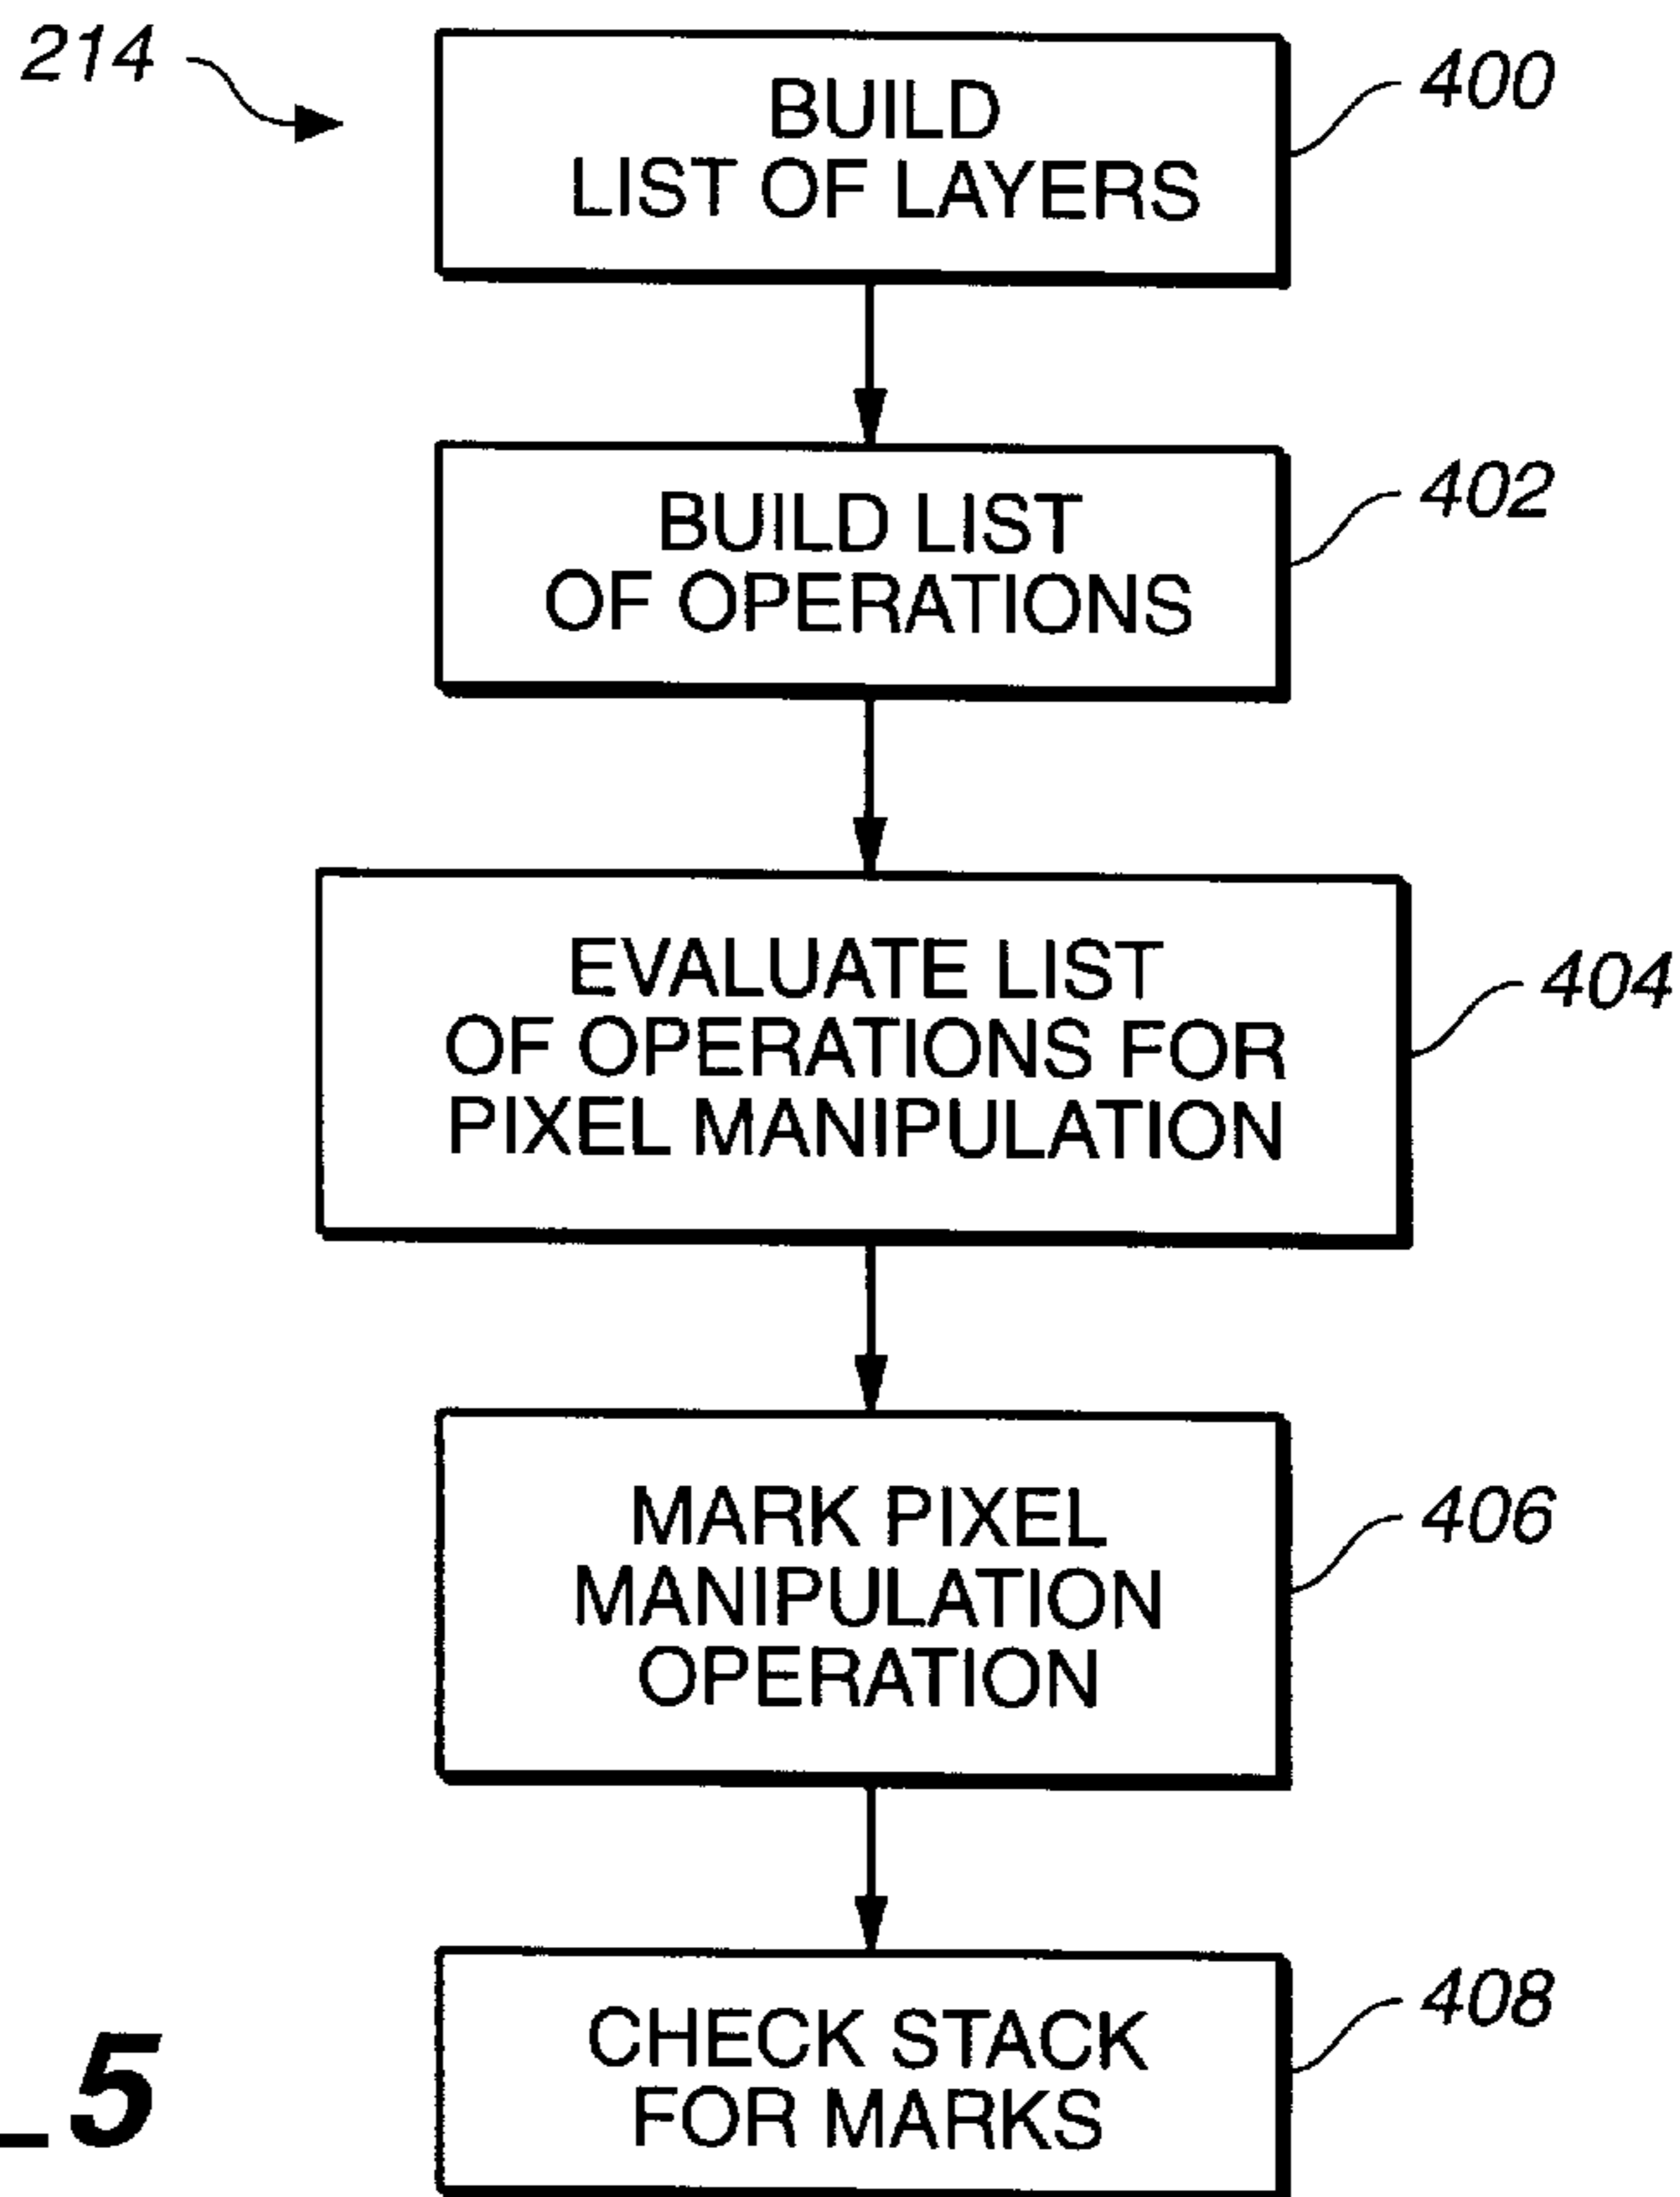 214
400
BUILD
LIST OF LAYERS
402
BUILD LIST
OF OPERATIONS
404
EVALUATE LIST
OF OPERATIONS FOR
PIXEL MANIPULATION
406
MARK PIXEL
MANIPULATION
OPERATION
408
CHECK STACK
FOR MARKS
_5